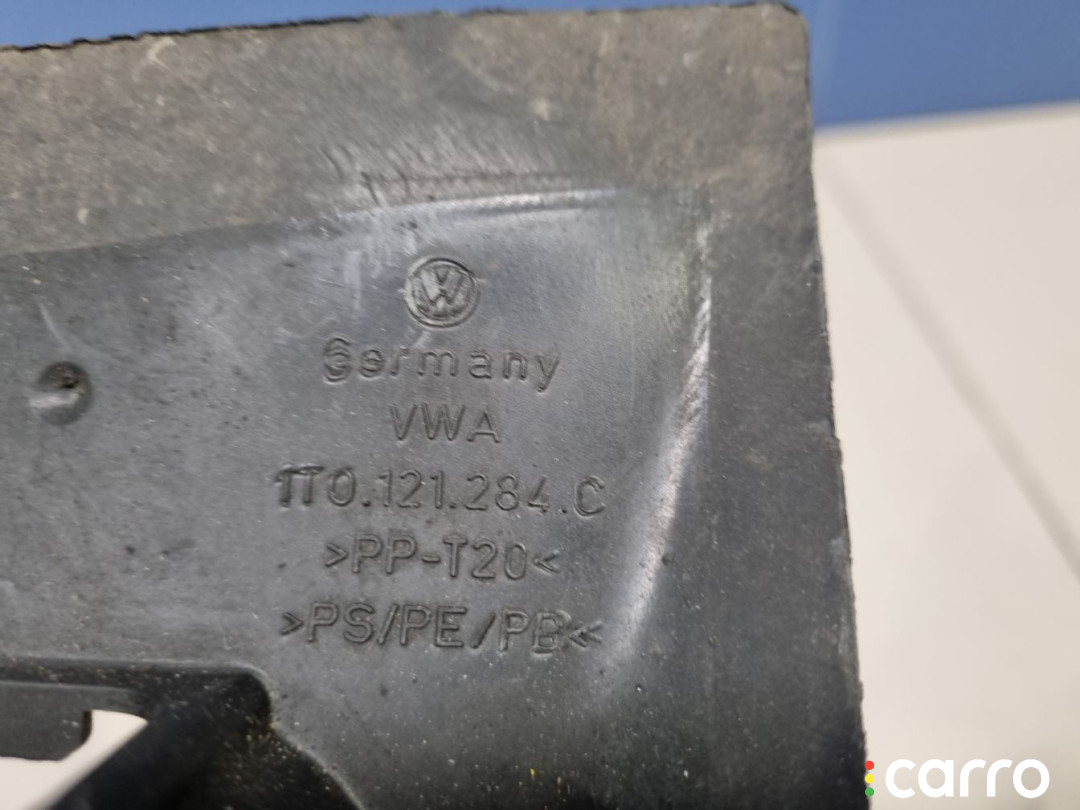 Germany
VWA
1T0.121.284.C
>PP-T20<
>PS/PE/PB<
carro